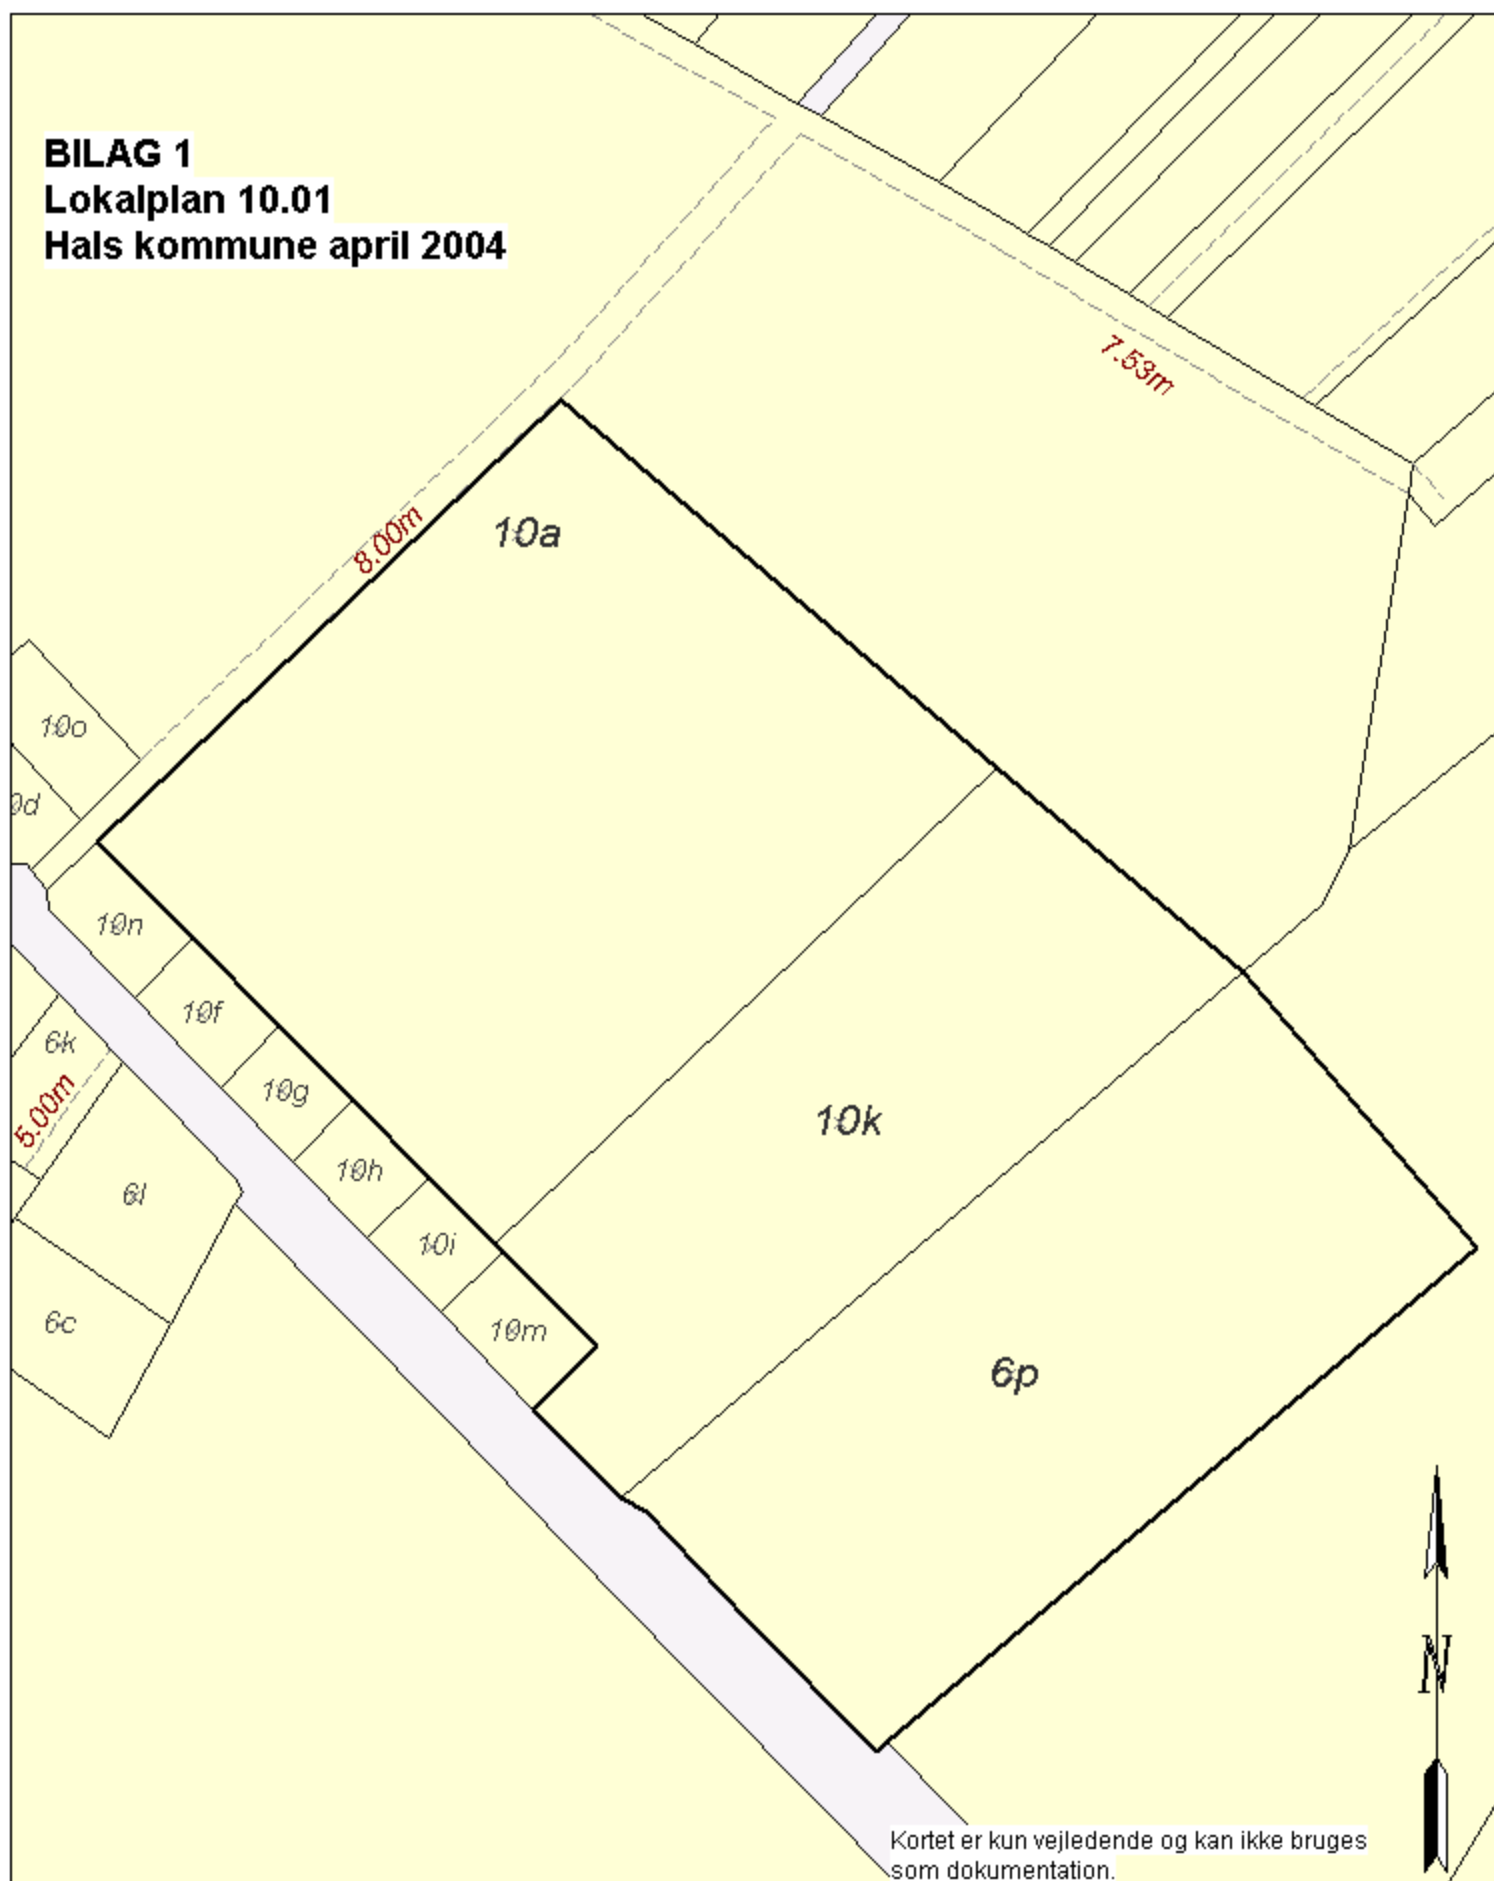 BILAG 1
Lokalplan 10.01
Hals kommune april 2004
7.53m
8.00m
10a
10o
0d
10n
10f
6k
10g
5.00m
10k
10h
6l
10i
6c
10m
6p
N
Kortet er kun vejledende og kan ikke bruges
som dokumentation.